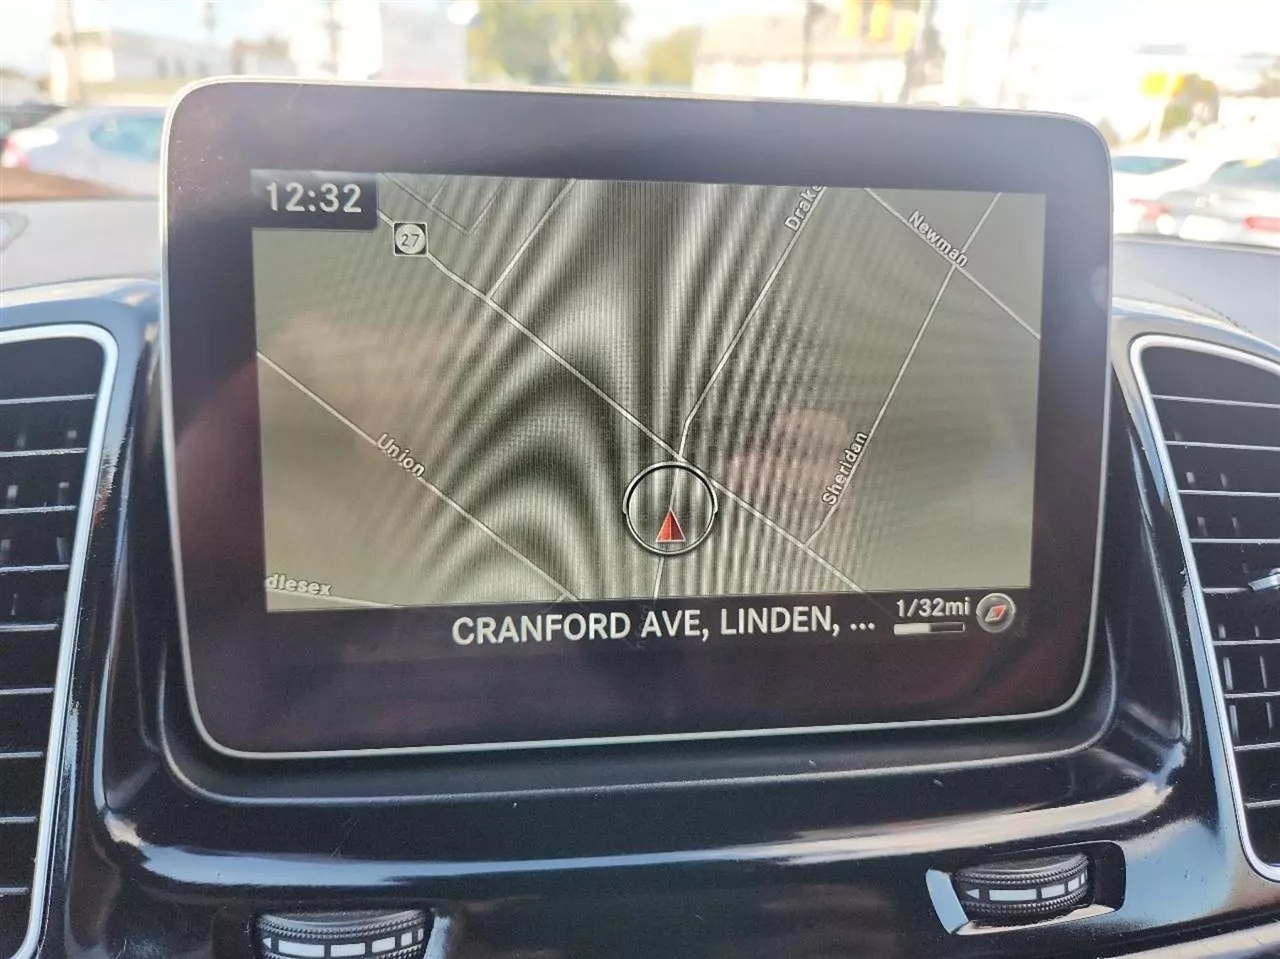 12:32
27
Drake
Newman
Union
Sheridan
dlesex
CRANFORD AVE, LINDEN, ...
1/32mi